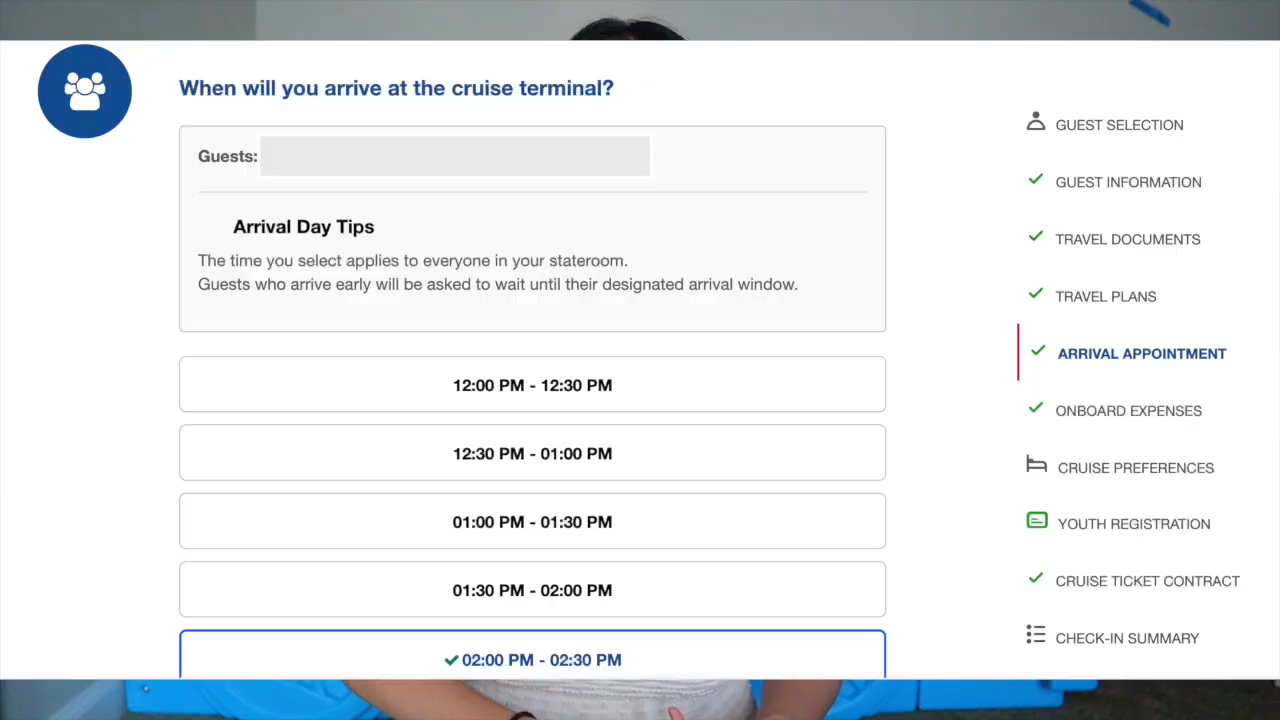 When will you arrive at the cruise terminal?
Guests:
Arrival Day Tips
The time you select applies to everyone in your stateroom.
Guests who arrive early will be asked to wait until their designated arrival window.
12:00 PM - 12:30 PM
12:30 PM - 01:00 PM
01:00 PM - 01:30 PM
01:30 PM - 02:00 PM
02:00 PM - 02:30 PM
GUEST SELECTION
GUEST INFORMATION
TRAVEL DOCUMENTS
TRAVEL PLANS
ARRIVAL APPOINTMENT
ONBOARD EXPENSES
CRUISE PREFERENCES
YOUTH REGISTRATION
CRUISE TICKET CONTRACT
CHECK-IN SUMMARY